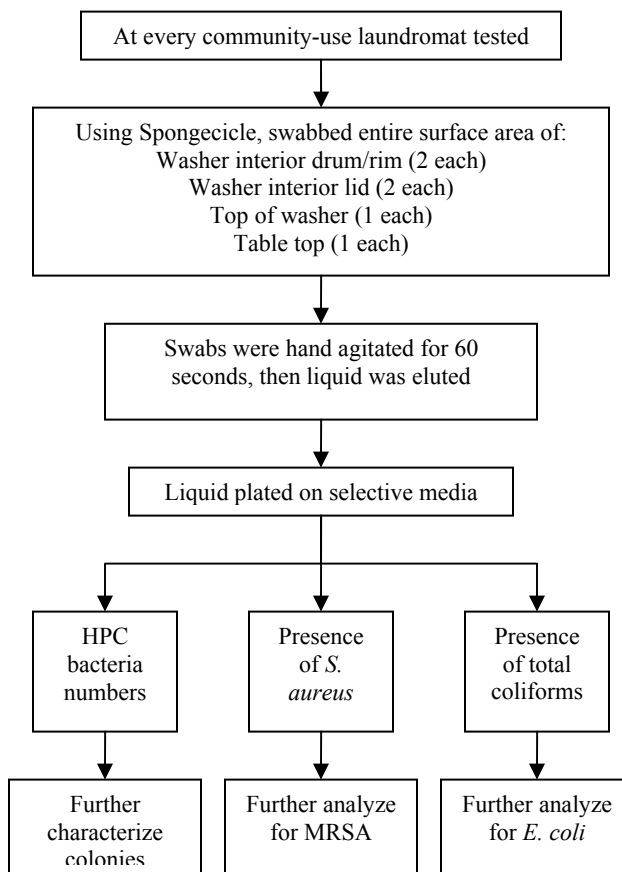 At every community-use laundromat tested
Using Spongecicle, swabbed entire surface area of:
Washer interior drum/rim (2 each)
Washer interior lid (2 each)
Top of washer (1 each)
Table top (1 each)
Swabs were hand agitated for 60
seconds, then liquid was eluted
Liquid plated on selective media
HPC
bacteria
numbers
Presence
of S.
aureus
Presence
of total
coliforms
Further
characterize
colonies
Further analyze
for MRSA
Further analyze
for E. coli